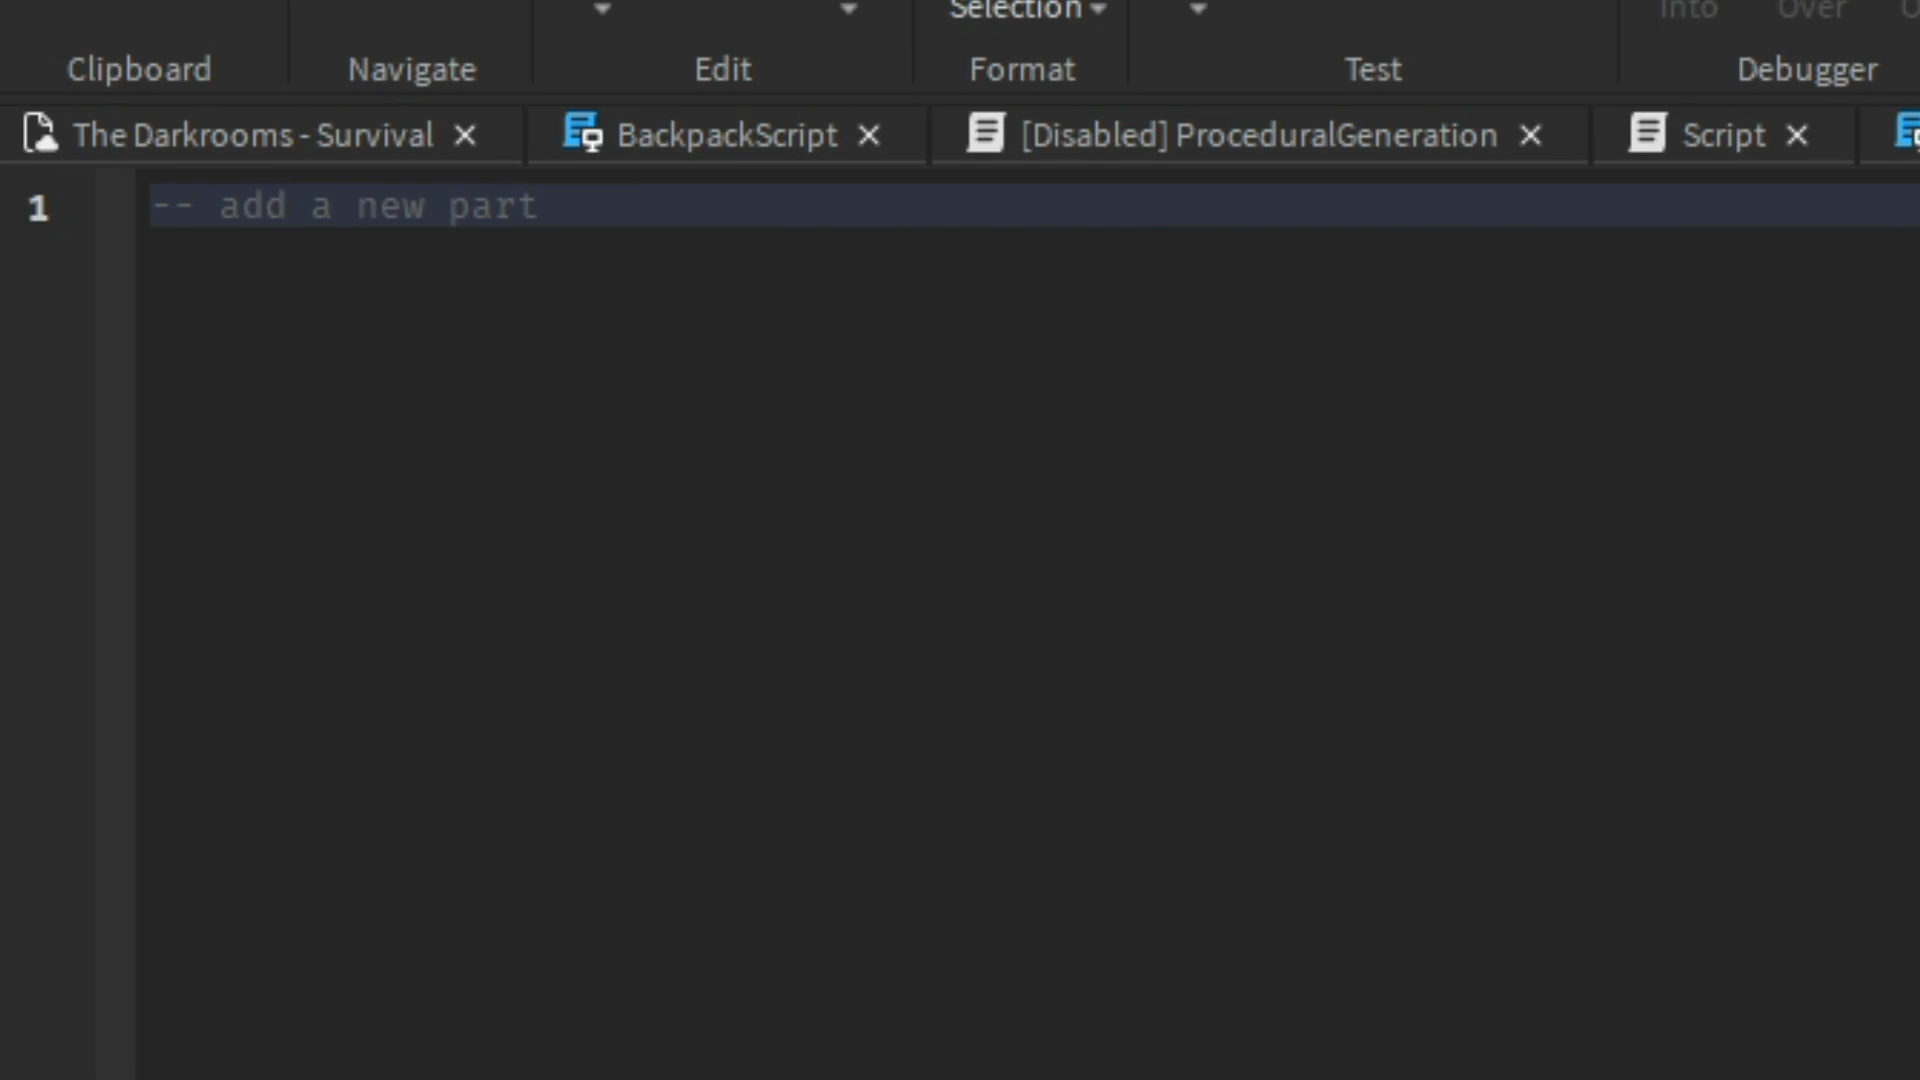 Selection
Into Over
Clipboard Navigate Edit Format Test Debugger
The Darkrooms - Survival BackpackScript [Disabled] ProceduralGeneration Script
1 -- add a new part